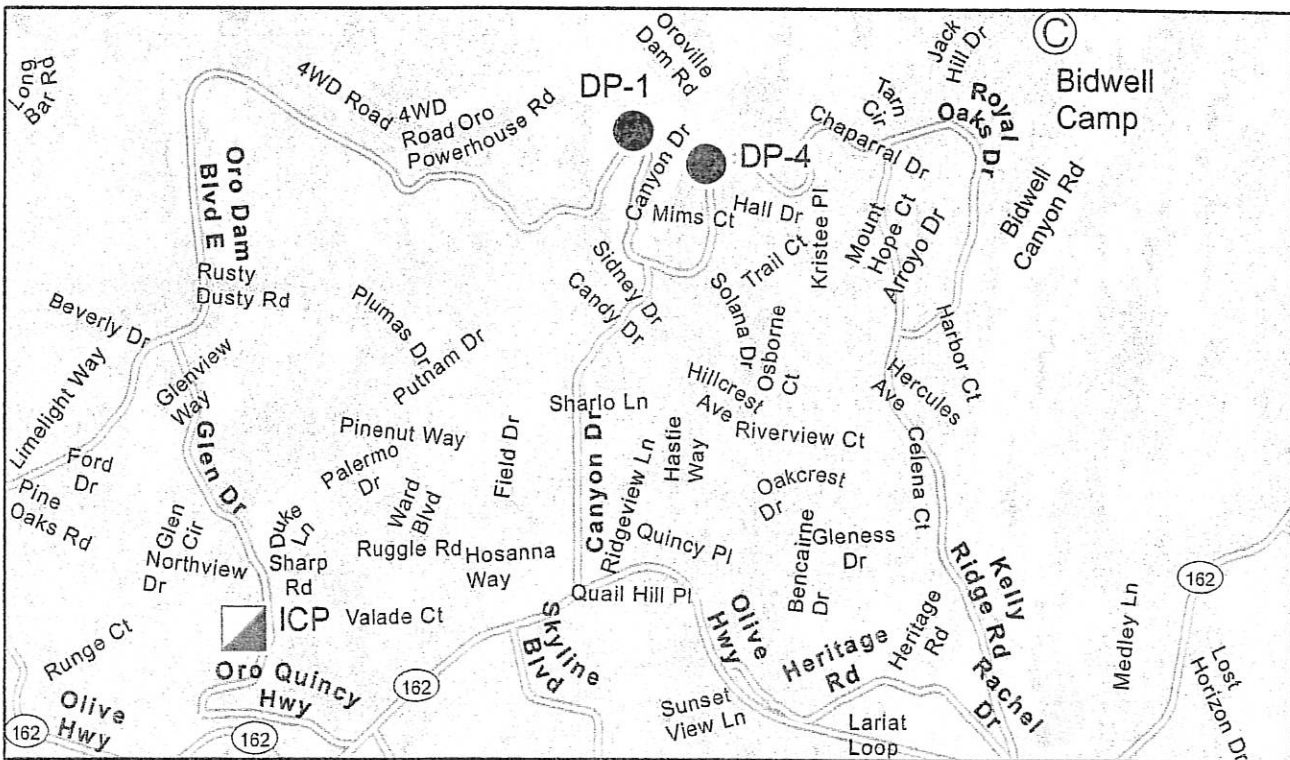 Long
Bar Rd
4WD Road
4WD
Road Oro
Powerhouse Rd
DP-1
Oroville
Dam Rd
Canyon Dr
DP-4
Mims Ct
Hall Dr
Kristee Pl
Chaparral Dr
Tarn
Cir
Jack
Hill Dr
Royal
Oaks Dr
C
Bidwell
Camp
Bidwell
Canyon Rd
Oro Dam
Blvd E
Rusty
Dusty Rd
Beverly Dr
Limelight Way
Glenview
Way
Plumas Dr
Putnam Dr
Sidney Dr
Candy Dr
Solana Dr
Trail Ct
Osborne
Ct
Mount
Hope Ct
Arroyo Dr
Harbor Ct
Hercules
Ave
Ford
Dr
Pine
Oaks Rd
Glen Dr
Pinenut Way
Palermo
Dr
Ward
Blvd
Field Dr
Sharlo Ln
Canyon Dr
Hillcrest
Ave
Riverview Ct
Ridgeview Ln
Hastie
Way
Oakcrest
Dr
Celena Ct
Glen
Cir
Northview
Dr
Duke
Ln
Sharp
Rd
Ruggle Rd
Hosanna
Way
Quincy Pl
Bencairne
Dr
Gleness
Dr
Kelly
Ridge Rd
162
Runge Ct
ICP
Valade Ct
Quail Hill Pl
Skyline
Blvd
Olive
Hwy
Heritage
Rd
Heritage
Rd
Rachel
Dr
Medley Ln
Lost
Horizon Dr
Oro Quincy
Hwy
162
Olive
Hwy
162
162
Sunset
View Ln
Lariat
Loop